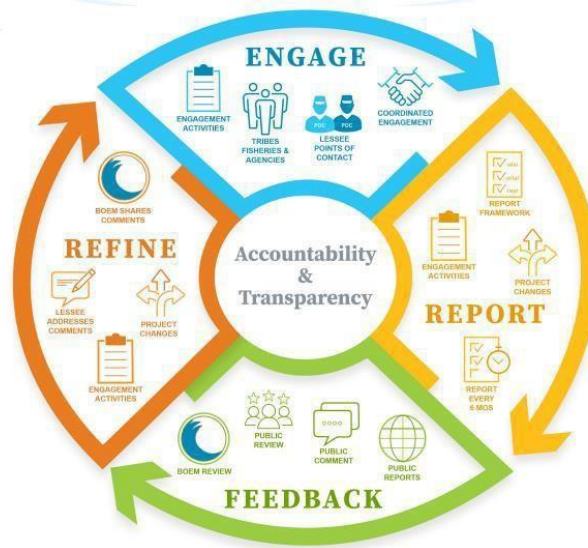 ENGAGE
ENGAGEMENT
ACTIVITIES
TRIBES
FISHERIES &
AGENCIES
POC
POC
LESSEE
POINTS OF
CONTACT
COORDINATED
ENGAGEMENT
REPORT
FRAMEWORK
ENGAGEMENT
ACTIVITIES
PROJECT
CHANGES
REPORT
REPORT
EVERY
6 MOS
Accountability
&
Transparency
BOEM SHARES
COMMENTS
REFINE
LESSEE
ADDRESSES
COMMENTS
PROJECT
CHANGES
ENGAGEMENT
ACTIVITIES
BOEM REVIEW
PUBLIC
REVIEW
PUBLIC
COMMENT
PUBLIC
REPORTS
FEEDBACK